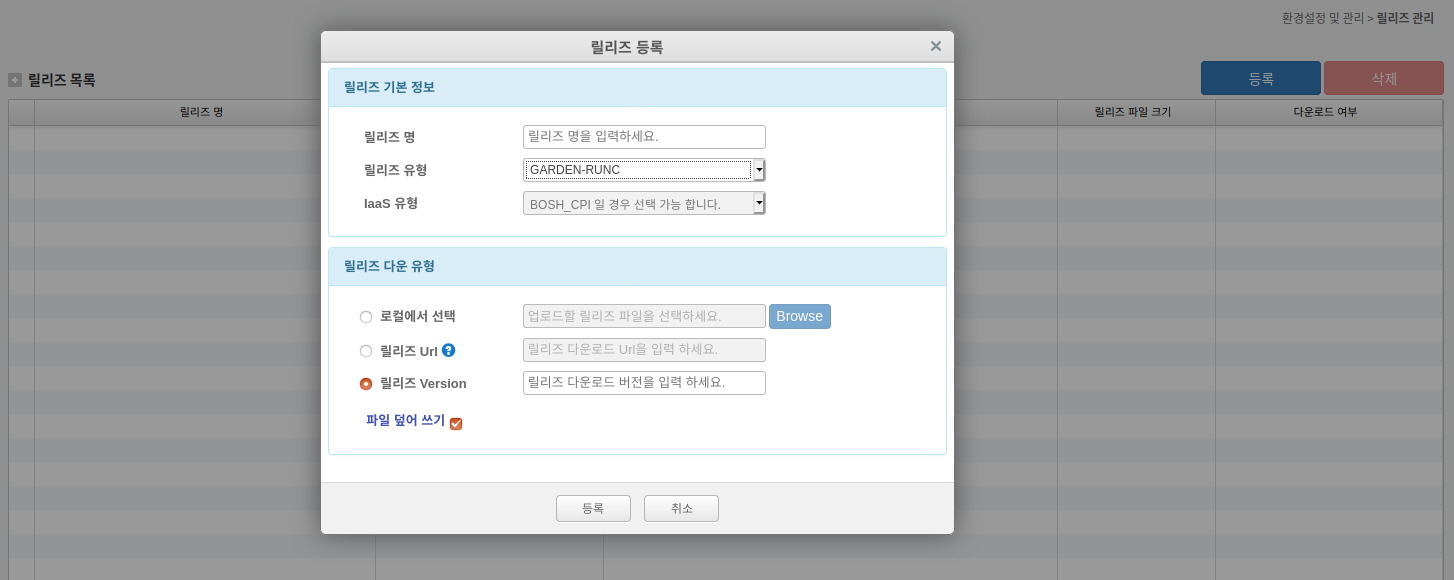 환경설정 및 관리 > 릴리즈 관리
릴리즈 등록 ×
릴리즈 목록
등록 삭제
릴리즈 명 릴리즈 파일 크기 다운로드 여부
릴리즈 기본 정보
릴리즈 명 릴리즈 명을 입력하세요.
릴리즈 유형 GARDEN-RUNC
IaaS 유형 BOSH_CPI 일 경우 선택 가능 합니다.
릴리즈 다운 유형
로컬에서 선택 업로드할 릴리즈 파일을 선택하세요. Browse
릴리즈 Url ? 릴리즈 다운로드 Url을 입력 하세요.
릴리즈 Version 릴리즈 다운로드 버전을 입력 하세요.
파일 덮어 쓰기
등록 취소